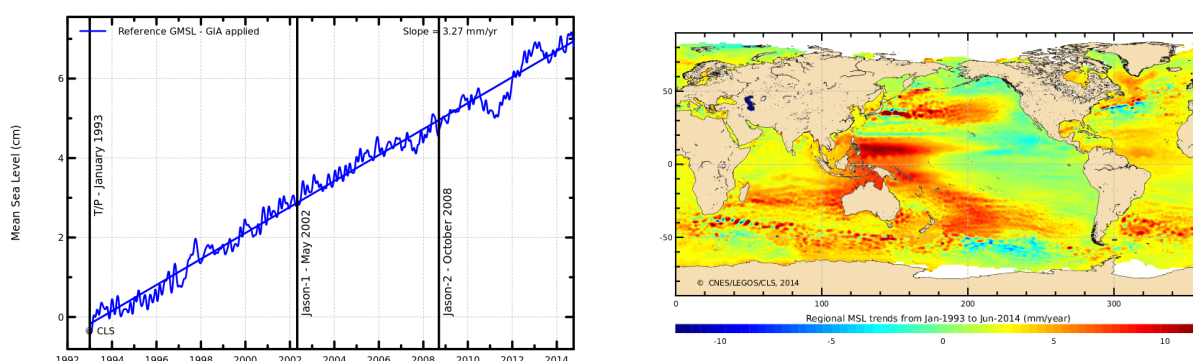 Reference GMSL - GIA applied
Slope = 3.27 mm/yr
Mean Sea Level (cm)
6
4
2
0
T/P - January 1993
Jason-1 - May 2002
Jason-2 - October 2008
© CLS
1992 1994 1996 1998 2000 2002 2004 2006 2008 2010 2012 2014
50
0
-50
© CNES/LEGOS/CLS, 2014
0 100 200 300
Regional MSL trends from Jan-1993 to Jun-2014 (mm/year)
-10 -5 0 5 10